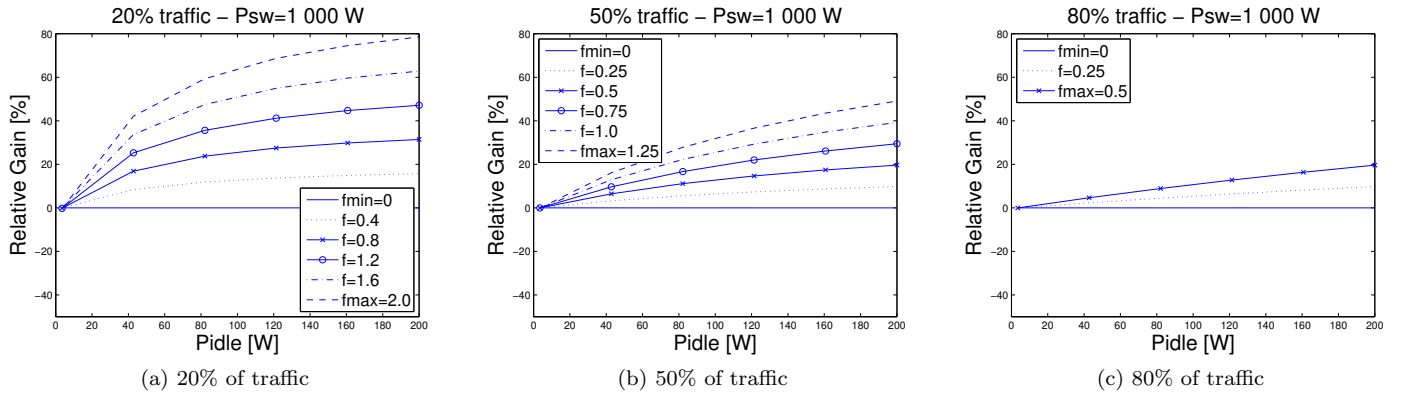 20% traffic − Psw=1 000 W
Relative Gain [%]
80
60
40
20
0
−20
−40
fmin=0
f=0.4
f=0.8
f=1.2
f=1.6
fmax=2.0
0 20 40 60 80 100 120 140 160 180 200
Pidle [W]
(a) 20% of traffic
50% traffic − Psw=1 000 W
Relative Gain [%]
80
60
40
20
0
−20
−40
fmin=0
f=0.25
f=0.5
f=0.75
f=1.0
fmax=1.25
0 20 40 60 80 100 120 140 160 180 200
Pidle [W]
(b) 50% of traffic
80% traffic − Psw=1 000 W
Relative Gain [%]
80
60
40
20
0
−20
−40
fmin=0
f=0.25
fmax=0.5
0 20 40 60 80 100 120 140 160 180 200
Pidle [W]
(c) 80% of traffic